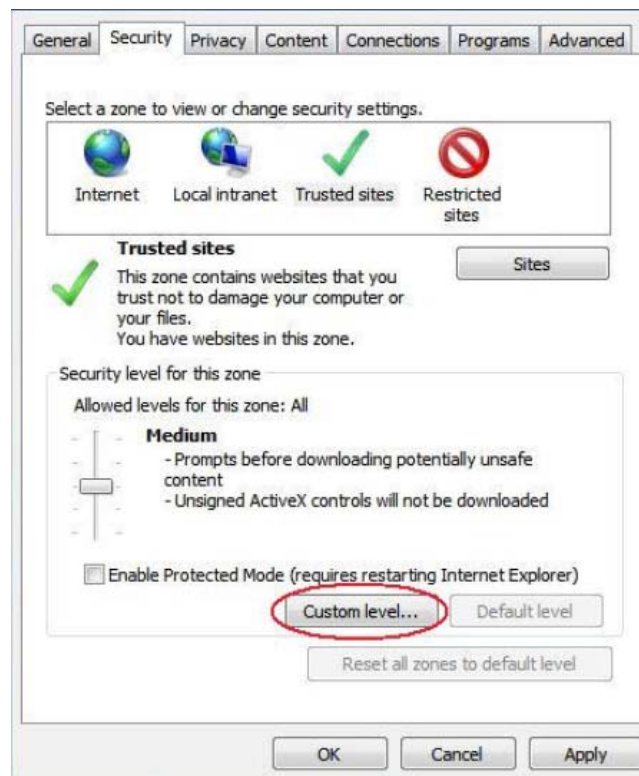 General Security Privacy Content Connections Programs Advanced
Select a zone to view or change security settings.
Internet Local intranet Trusted sites Restricted
sites
Trusted sites
Sites
This zone contains websites that you
trust not to damage your computer or
your files.
You have websites in this zone.
Security level for this zone
Allowed levels for this zone: All
Medium
- Prompts before downloading potentially unsafe
content
- Unsigned ActiveX controls will not be downloaded
Enable Protected Mode (requires restarting Internet Explorer)
Custom level... Default level
Reset all zones to default level
OK Cancel Apply